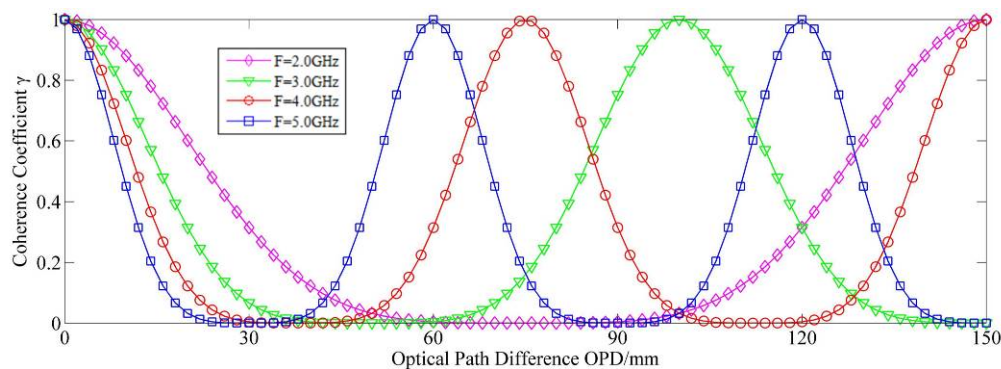 Coherence Coefficient γ
1
0.8
0.6
0.4
0.2
0
F=2.0GHz
F=3.0GHz
F=4.0GHz
F=5.0GHz
0 30 60 90 120 150
Optical Path Difference OPD/mm